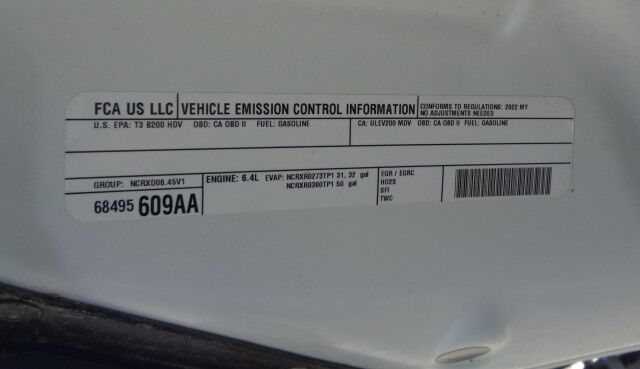 FCA US LLC VEHICLE EMISSION CONTROL INFORMATION CONFORMS TO REGULATIONS: 2022 MY
NO ADJUSTMENTS NEEDED
U.S. EPA: T3 B200 HDV OBD: CA OBD II FUEL: GASOLINE CA: ULEV200 MDV OBD: CA OBD II FUEL: GASOLINE
GROUP: NCRXD06.45V1 ENGINE: 6.4L EVAP: NCRXR0273TP1 31, 32 gal
NCRXR0380TP1 50 gal
EGR / EGRC
HO2S
SFI
TWC
68495 609AA